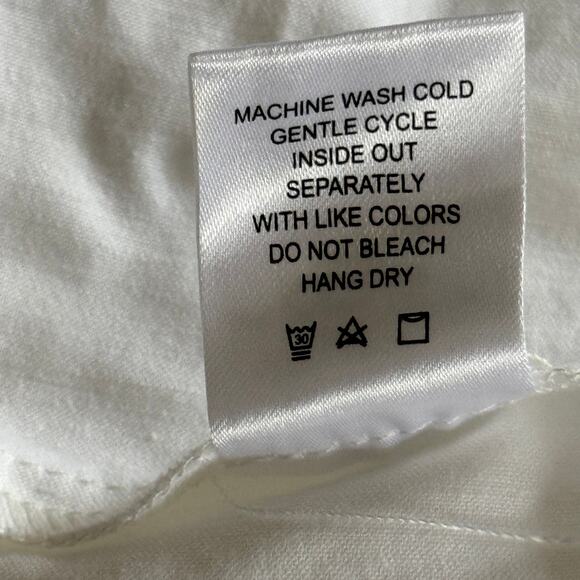 MACHINE WASH COLD
GENTLE CYCLE
INSIDE OUT
SEPARATELY
WITH LIKE COLORS
DO NOT BLEACH
HANG DRY
30